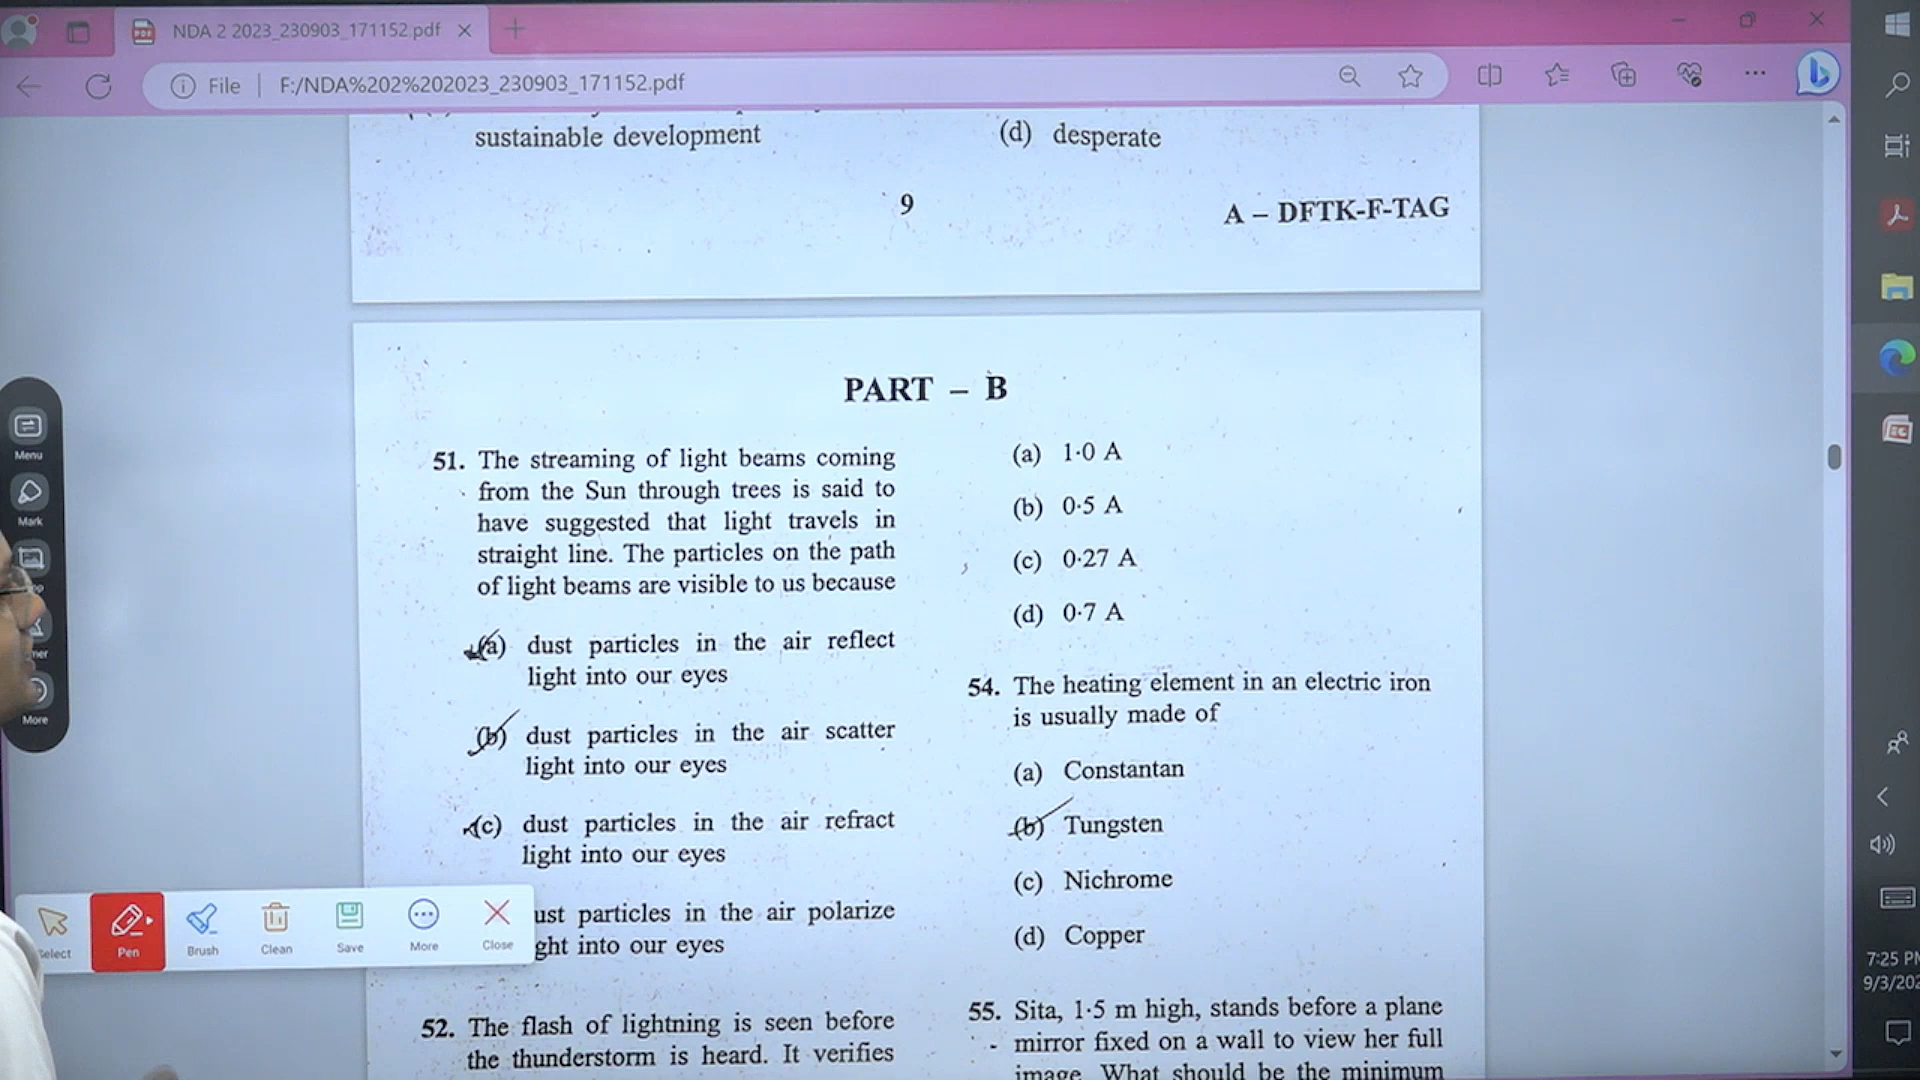 NDA 2 2023_230903_171152.pdf
File
F:/NDA%202%202023_230903_171152.pdf
sustainable development
(d) desperate
9
A – DFTK-F-TAG
PART – B
51. The streaming of light beams coming
from the Sun through trees is said to
have suggested that light travels in
straight line. The particles on the path
of light beams are visible to us because
(a) dust particles in the air reflect
light into our eyes
(b) dust particles in the air scatter
light into our eyes
(c) dust particles in the air refract
light into our eyes
ust particles in the air polarize
ght into our eyes
52. The flash of lightning is seen before
the thunderstorm is heard. It verifies
(a) 1·0 A
(b) 0·5 A
(c) 0·27 A
(d) 0·7 A
54. The heating element in an electric iron
is usually made of
(a) Constantan
(b) Tungsten
(c) Nichrome
(d) Copper
55. Sita, 1·5 m high, stands before a plane
mirror fixed on a wall to view her full
image. What should be the minimum
Menu
Mark
More
Select
Pen
Brush
Clean
Save
More
Close
7:25 PM
9/3/202